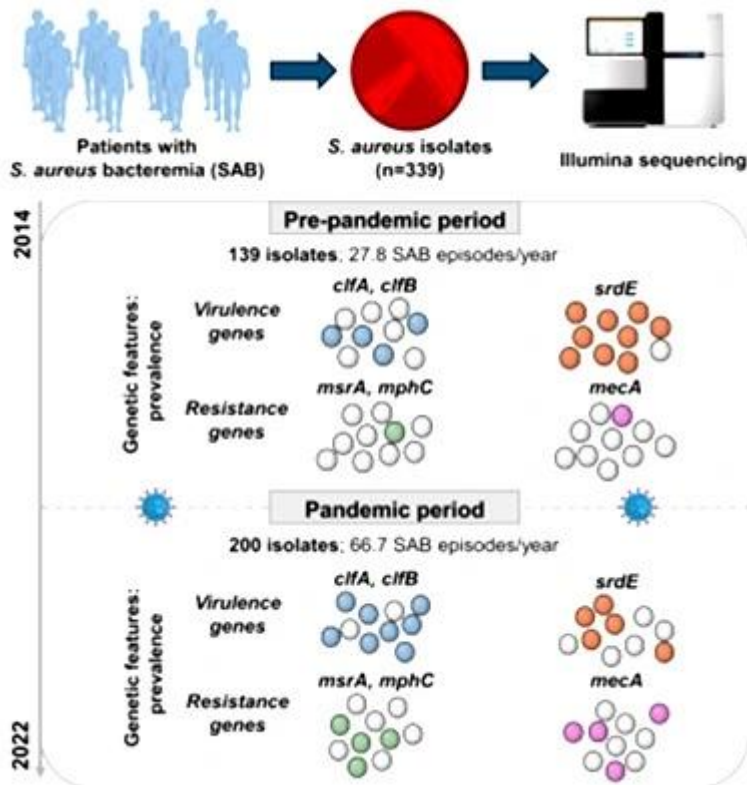 Patients with
S. aureus bacteremia (SAB)
S. aureus isolates
(n=339)
Illumina sequencing
2014
Pre-pandemic period
139 isolates; 27.8 SAB episodes/year
Genetic features:
prevalence
Virulence
genes
clfA, clfB
srdE
Resistance
genes
msrA, mphC
mecA
Pandemic period
200 isolates; 66.7 SAB episodes/year
Genetic features:
prevalence
Virulence
genes
clfA, clfB
srdE
Resistance
genes
msrA, mphC
mecA
2022